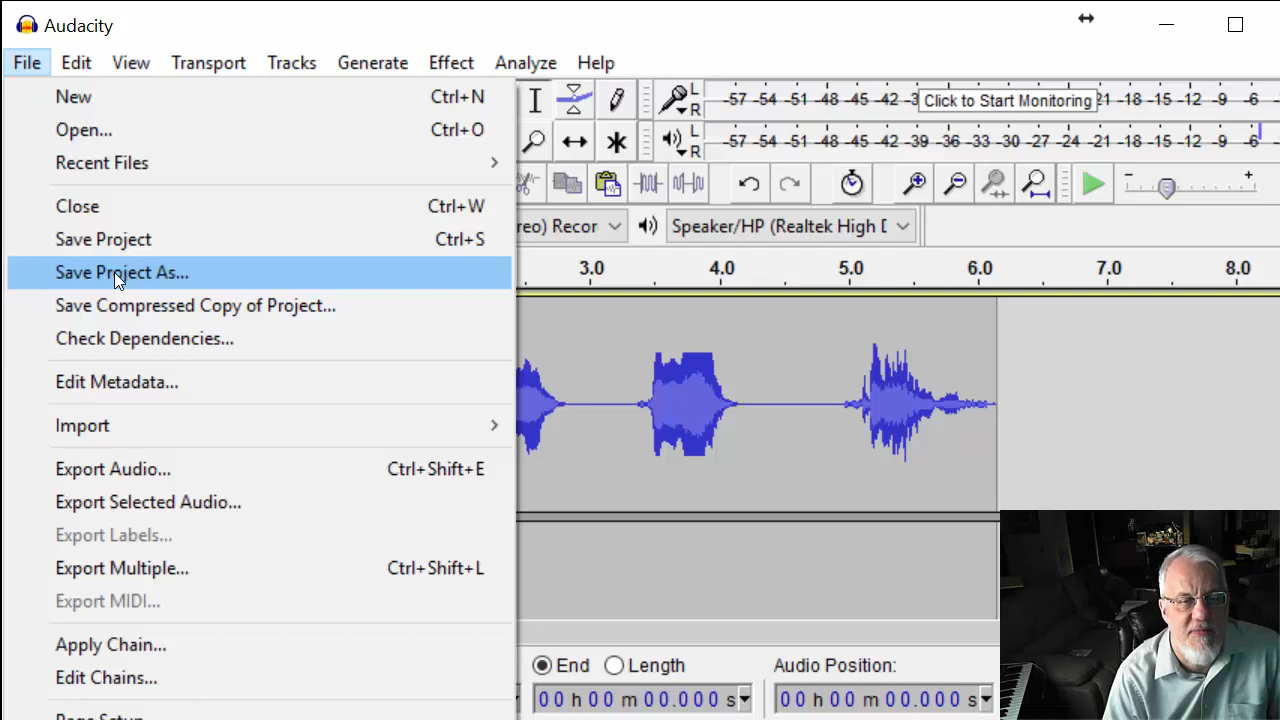 Audacity
File Edit View Transport Tracks Generate Effect Analyze Help
New Ctrl+N
Open... Ctrl+O
Recent Files
Close Ctrl+W
Save Project Ctrl+S
Save Project As...
Save Compressed Copy of Project...
Check Dependencies...
Edit Metadata...
Import
Export Audio... Ctrl+Shift+E
Export Selected Audio...
Export Labels...
Export Multiple... Ctrl+Shift+L
Export MIDI...
Apply Chain...
Edit Chains...
L
R
-57 -54 -51 -48 -45 -42 Click to Start Monitoring -18 -15 -12 -9 -6
L
R
-57 -54 -51 -48 -45 -42 -39 -36 -33 -30 -27 -24 -21 -18 -15 -12 -9 -6
- +
reo) Recor Speaker/HP (Realtek High D
3.0 4.0 5.0 6.0 7.0 8.0
End Length Audio Position:
00 h 00 m 00.000 s 00 h 00 m 00.000 s